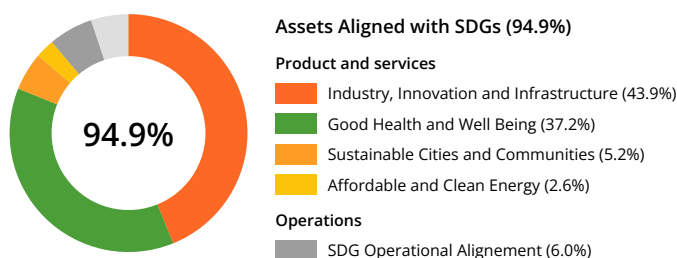 94.9%
Assets Aligned with SDGs (94.9%)
Product and services
Industry, Innovation and Infrastructure (43.9%)
Good Health and Well Being (37.2%)
Sustainable Cities and Communities (5.2%)
Affordable and Clean Energy (2.6%)
Operations
SDG Operational Alignement (6.0%)